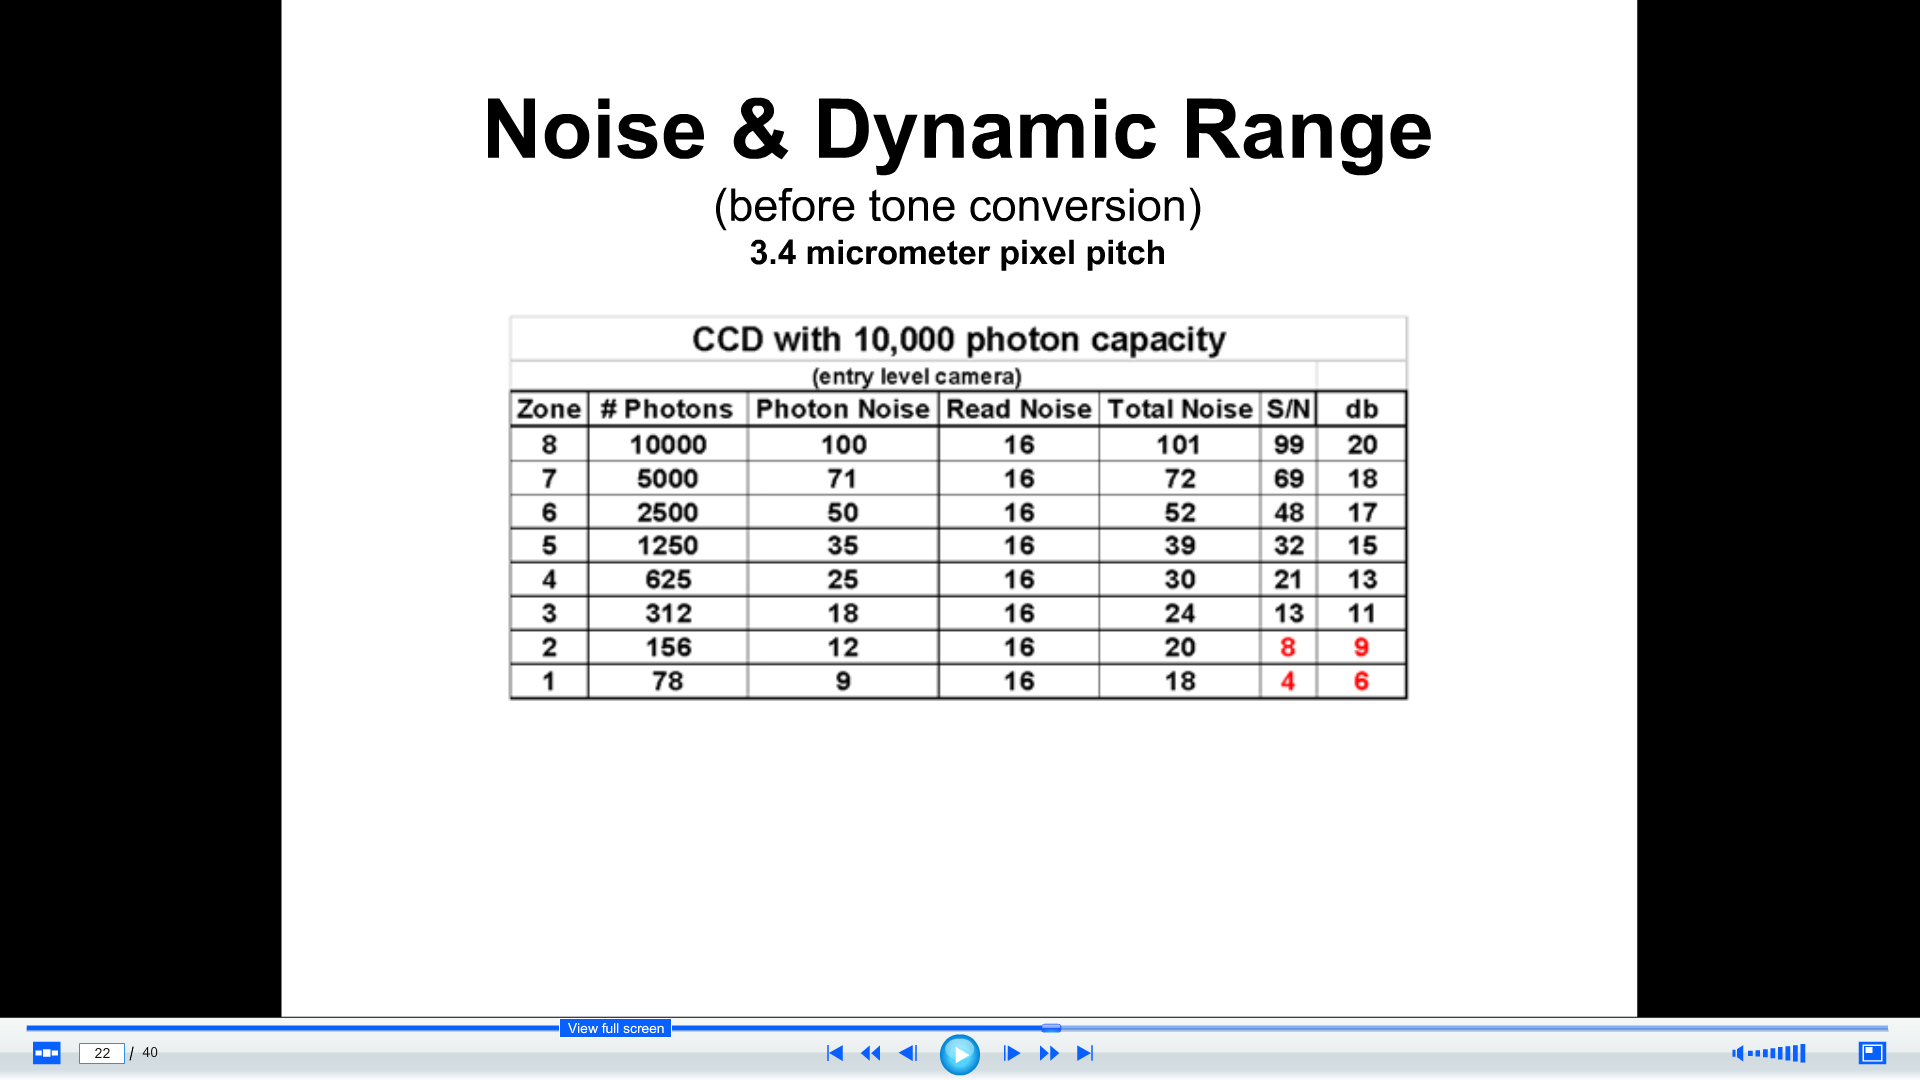 Noise & Dynamic Range
(before tone conversion)
3.4 micrometer pixel pitch
CCD with 10,000 photon capacity
(entry level camera)
Zone # Photons Photon Noise Read Noise Total Noise S/N db
8 10000 100 16 101 99 20
7 5000 71 16 72 69 18
6 2500 50 16 52 48 17
5 1250 35 16 39 32 15
4 625 25 16 30 21 13
3 312 18 16 24 13 11
2 156 12 16 20 8 9
1 78 9 16 18 4 6
View full screen
22 / 40